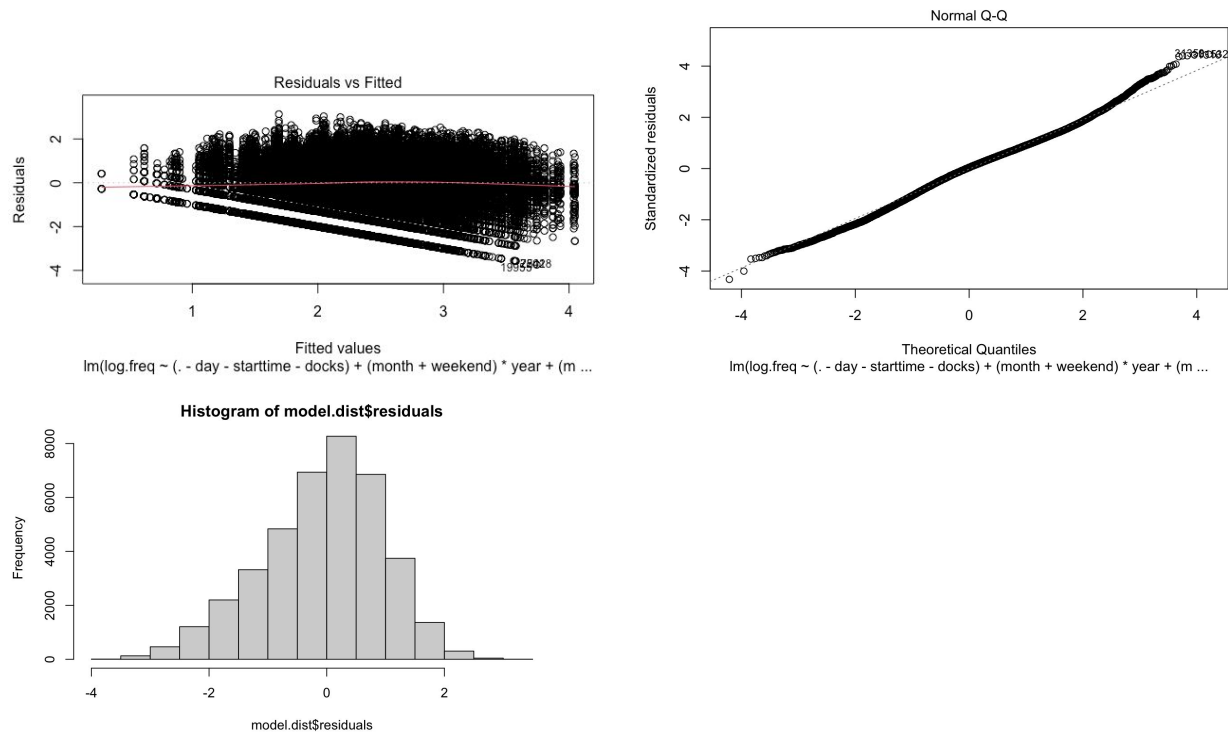 Residuals vs Fitted
Residuals
2
0
-2
-4
1
2
3
4
Fitted values
lm(log.freq ~ (. - day - starttime - docks) + (month + weekend) * year + (m ...
Normal Q-Q
Standardized residuals
4
2
0
-2
-4
-4
-2
0
2
4
Theoretical Quantiles
lm(log.freq ~ (. - day - starttime - docks) + (month + weekend) * year + (m ...
Histogram of model.dist$residuals
Frequency
8000
6000
4000
2000
0
-4
-2
0
2
model.dist$residuals